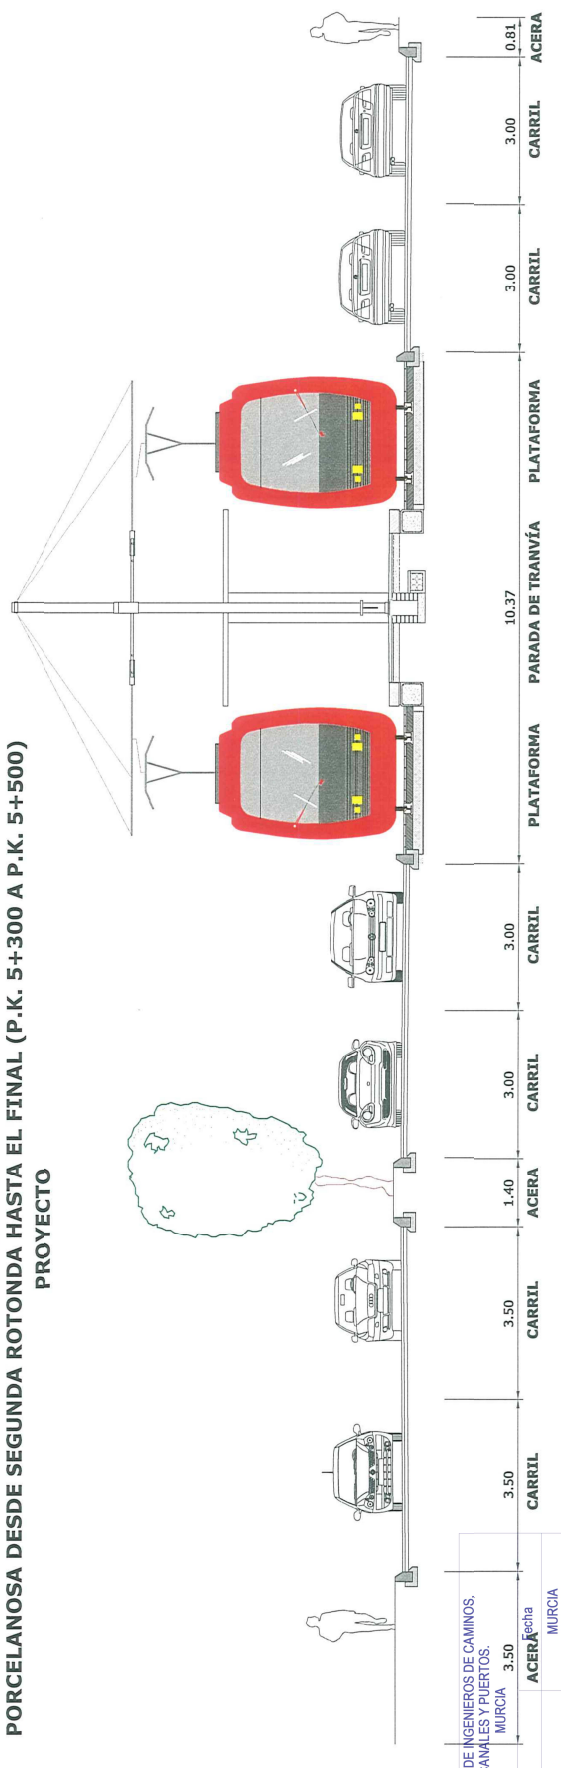 PORCELANOSA DESDE SEGUNDA ROTONDA HASTA EL FINAL (P.K. 5+300 A P.K. 5+500)
PROYECTO
3.50
ACERA
3.50
CARRIL
3.50
CARRIL
1.40
ACERA
3.00
CARRIL
3.00
CARRIL
10.37
PLATAFORMA
PARADA DE TRANVÍA
PLATAFORMA
3.00
CARRIL
3.00
CARRIL
0.81
ACERA
DE INGENIEROS DE CAMINOS,
CANALES Y PUERTOS.
MURCIA
Fecha
MURCIA